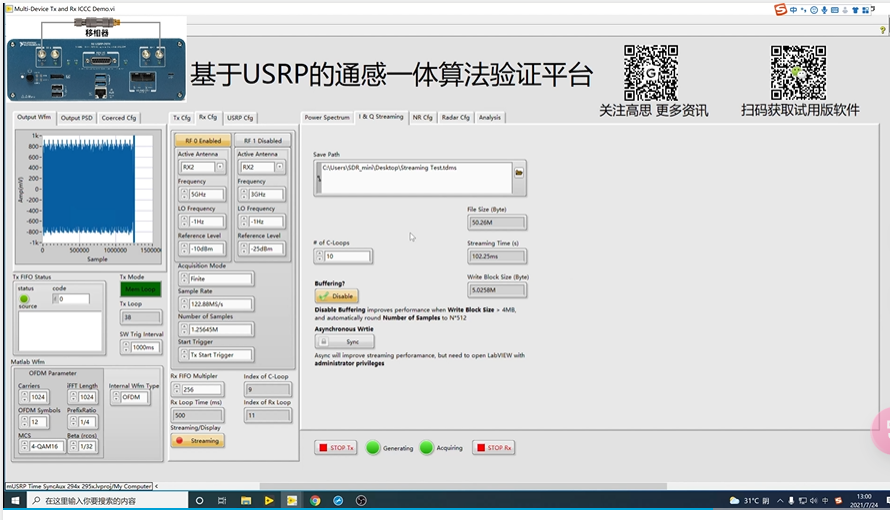 Multi-Device Tx and Rx ICCC Demo.vi
中
移相器
基于USRP的通感一体算法验证平台
关注高思 更多资讯
扫码获取试用版软件
Output Wfm
Output PSD
Coerced Cfg
Tx Cfg
Rx Cfg
USRP Cfg
Power Spectrum
I & Q Streaming
NR Cfg
Radar Cfg
Analysis
Amp(mV)
1k
800
600
400
200
0
-200
-400
-600
-800
-1k
0
500000
1000000
150000
Sample
RF 0 Enabled
RF 1 Disabled
Active Antenna
Active Antenna
RX2
RX2
Frequency
Frequency
5GHz
3GHz
LO Frequency
LO Frequency
-1Hz
-1Hz
Reference Level
Reference Level
-10dBm
-25dBm
Acquisition Mode
Finite
Sample Rate
122.88MS/s
Number of Samples
1.25645M
Start Trigger
Tx Start Trigger
Rx FIFO Multipler
256
Index of C-Loop
9
Rx Loop Time (ms)
500
Index of Rx Loop
11
Streaming/Display
Streaming
Save Path
C:\Users\SDR_mini\Desktop\Streaming Test.tdms
File Size (Byte)
50.26M
# of C-Loops
10
Streaming Time (s)
102.25ms
Write Block Size (Byte)
5.0258M
Buffering?
Disable
Disable Buffering improves performance when Write Block Size > 4MB,
and automatically round Number of Samples to N*512
Asynchronous Wrtie
Sync
Async will improve streaming perforamance, but need to open LabVIEW with
administrator privileges
STOP Tx
Generating
Acquiring
STOP Rx
Tx FIFO Status
status
code
0
source
Tx Mode
Tx Loop
38
SW Trig Interval
1000ms
Matlab Wfm
OFDM Parameter
Carriers
iFFT Length
Internal Wfm Type
1024
1024
OFDM
OFDM Symbols
PrefixRatio
12
1/4
MCS
Beta (rcos)
4-QAM16
1/32
mUSRP Time SyncAux 294x 295x.lvproj/My Computer
在这里输入你要搜索的内容
31°C 阴
中
13:00
2021/7/24